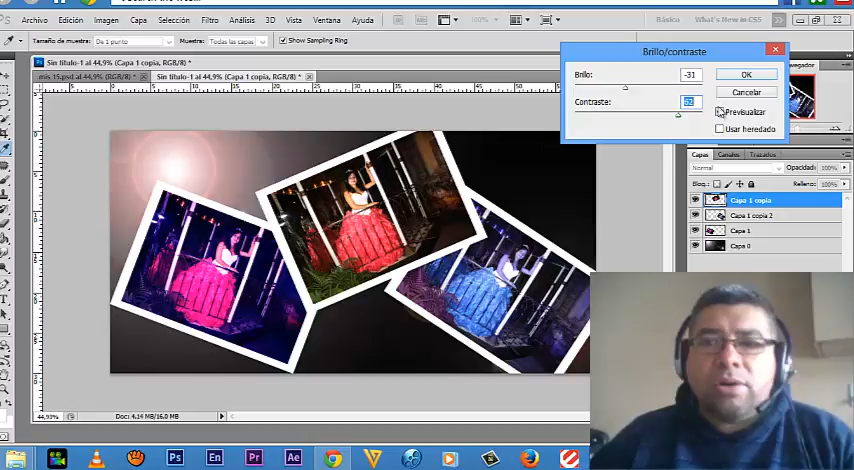 Archivo Edición Imagen Capa Selección Filtro Análisis 3D Vista Ventana Ayuda 100% Básico What's New in CS5
Tamaño de muestra: De 1 punto Muestra: Todas las capas Show Sampling Ring
Sin título-1 al 44,9% (Capa 1 copia, RGB/8) *
mis 15.psd al 44,9% (RGB/8) * Sin título-1 al 44,9% (Capa 1 copia, RGB/8) *
Brillo/contraste
Brillo: -31 OK
Cancelar
Contraste: 62
Previsualizar
Usar heredado
Capas Canales Trazados
Normal Opacidad: 100%
Bloq.: Relleno: 100%
Capa 1 copia
Capa 1 copia 2
Capa 1
Capa 0
44,93% Doc: 4,14 MB/16,0 MB
Ps En Pr Ae